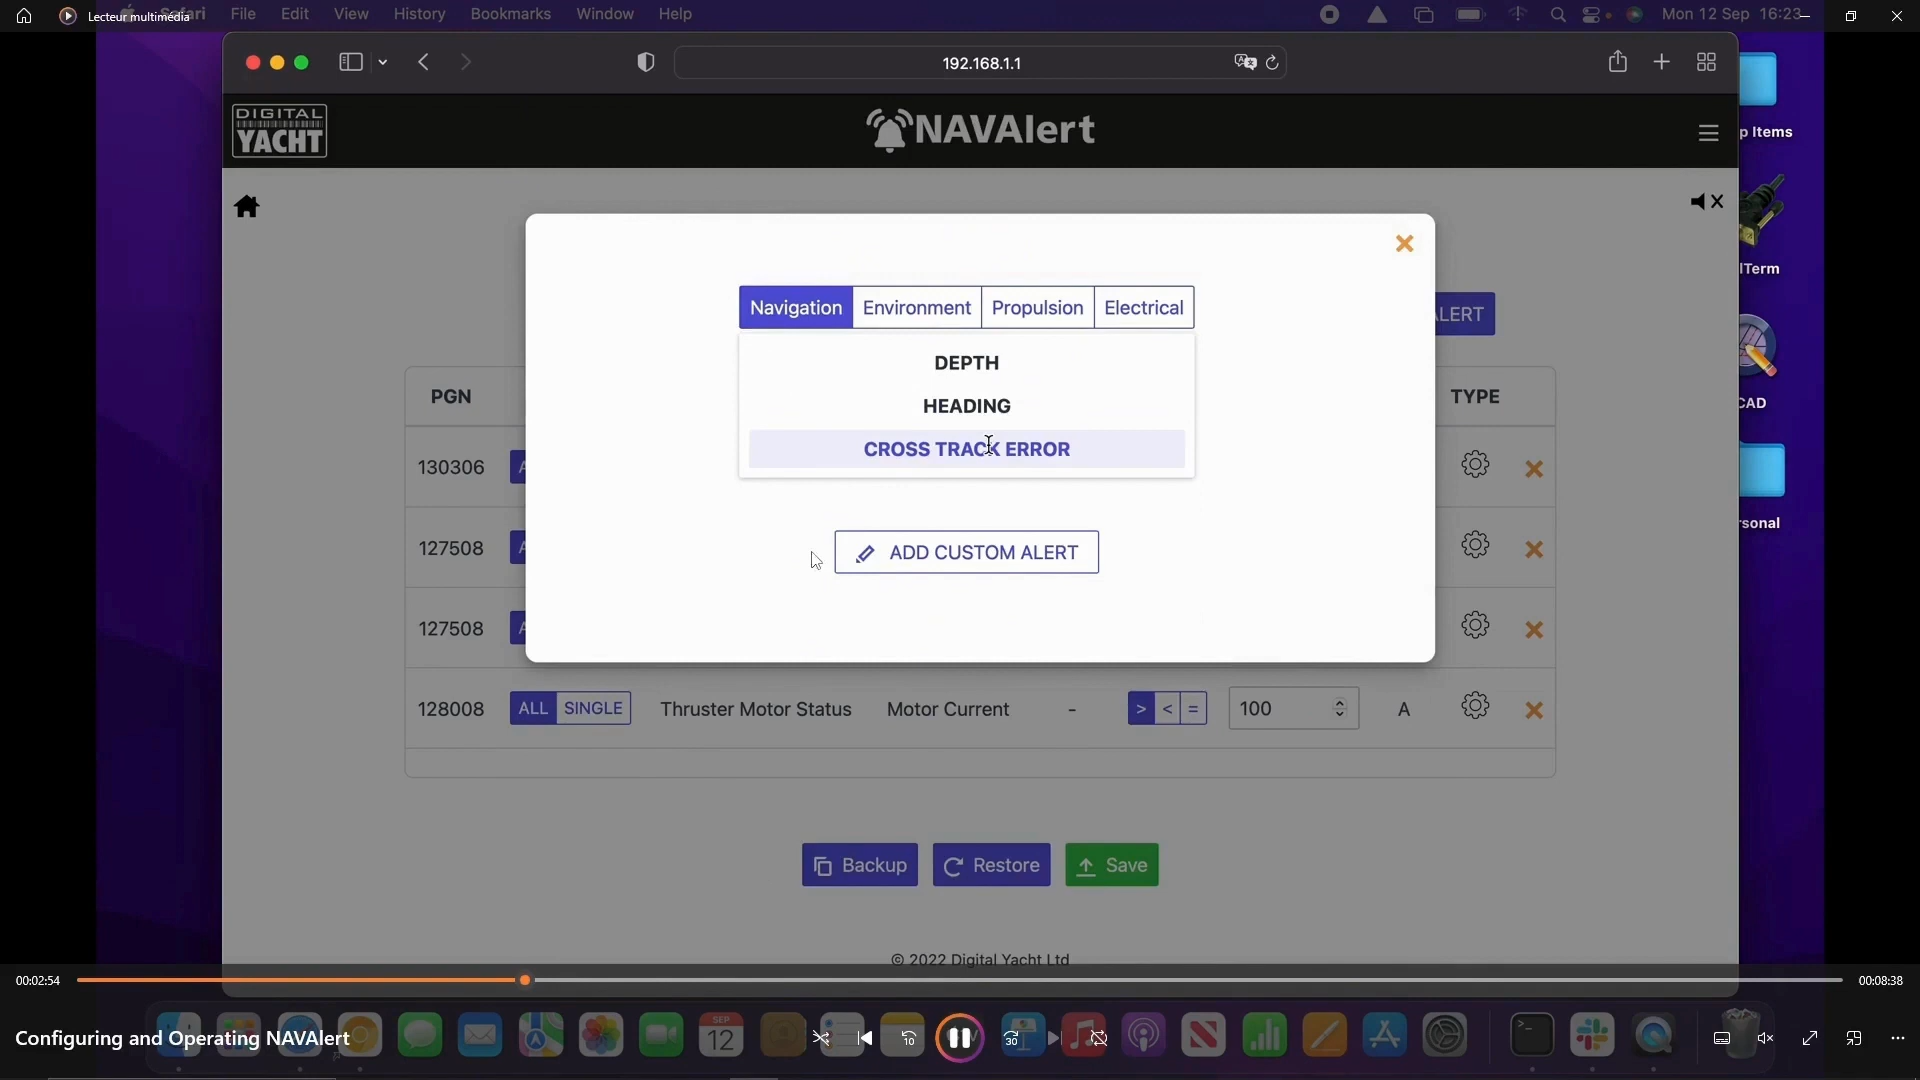 Lecteur multimédia
File Edit View History Bookmarks Window Help
Mon 12 Sep 16:23
192.168.1.1
DIGITAL
YACHT
NAVAlert
p Items
lTerm
CAD
rsonal
Navigation Environment Propulsion Electrical
DEPTH
HEADING
CROSS TRACK ERROR
ADD CUSTOM ALERT
LERT
PGN TYPE
130306
127508
127508
128008 ALL SINGLE Thruster Motor Status Motor Current - > < = 100 A
Backup Restore Save
© 2022 Digital Yacht Ltd
00:02:54 00:08:38
Configuring and Operating NAVAlert
SEP
12
10
30